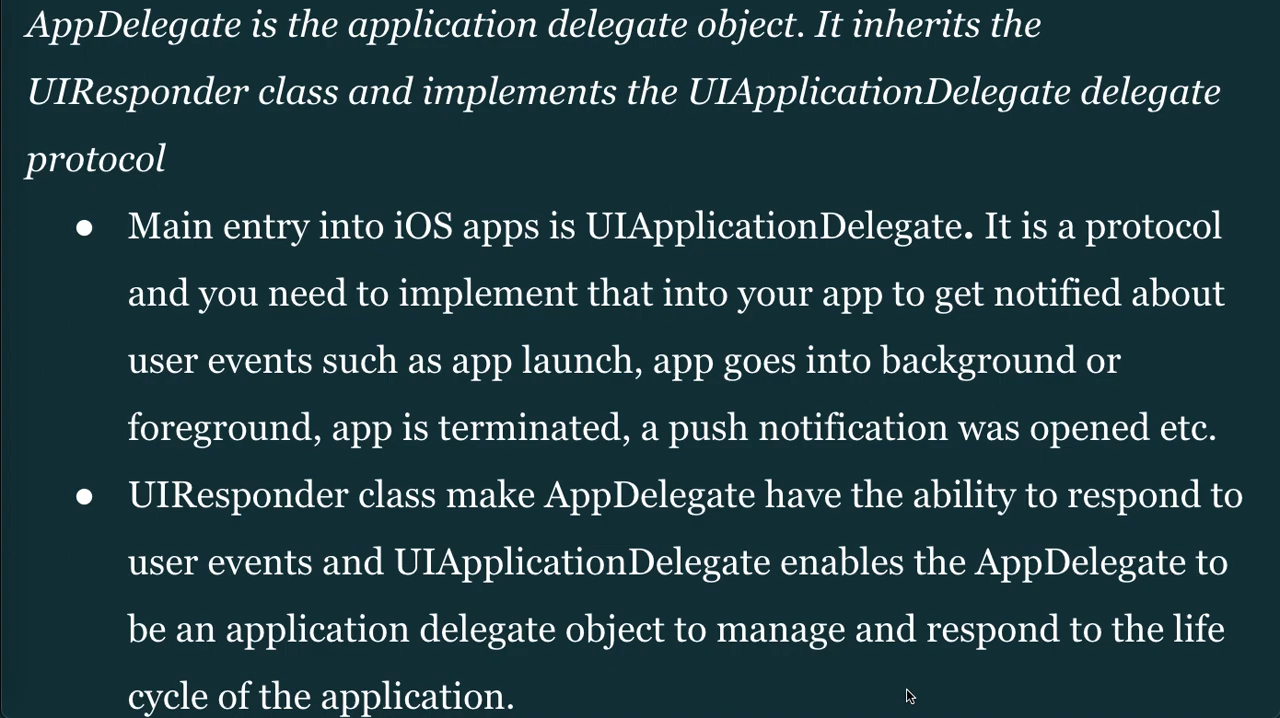 AppDelegate is the application delegate object. It inherits the
UIResponder class and implements the UIApplicationDelegate delegate
protocol
● Main entry into iOS apps is UIApplicationDelegate. It is a protocol
and you need to implement that into your app to get notified about
user events such as app launch, app goes into background or
foreground, app is terminated, a push notification was opened etc.
● UIResponder class make AppDelegate have the ability to respond to
user events and UIApplicationDelegate enables the AppDelegate to
be an application delegate object to manage and respond to the life
cycle of the application.